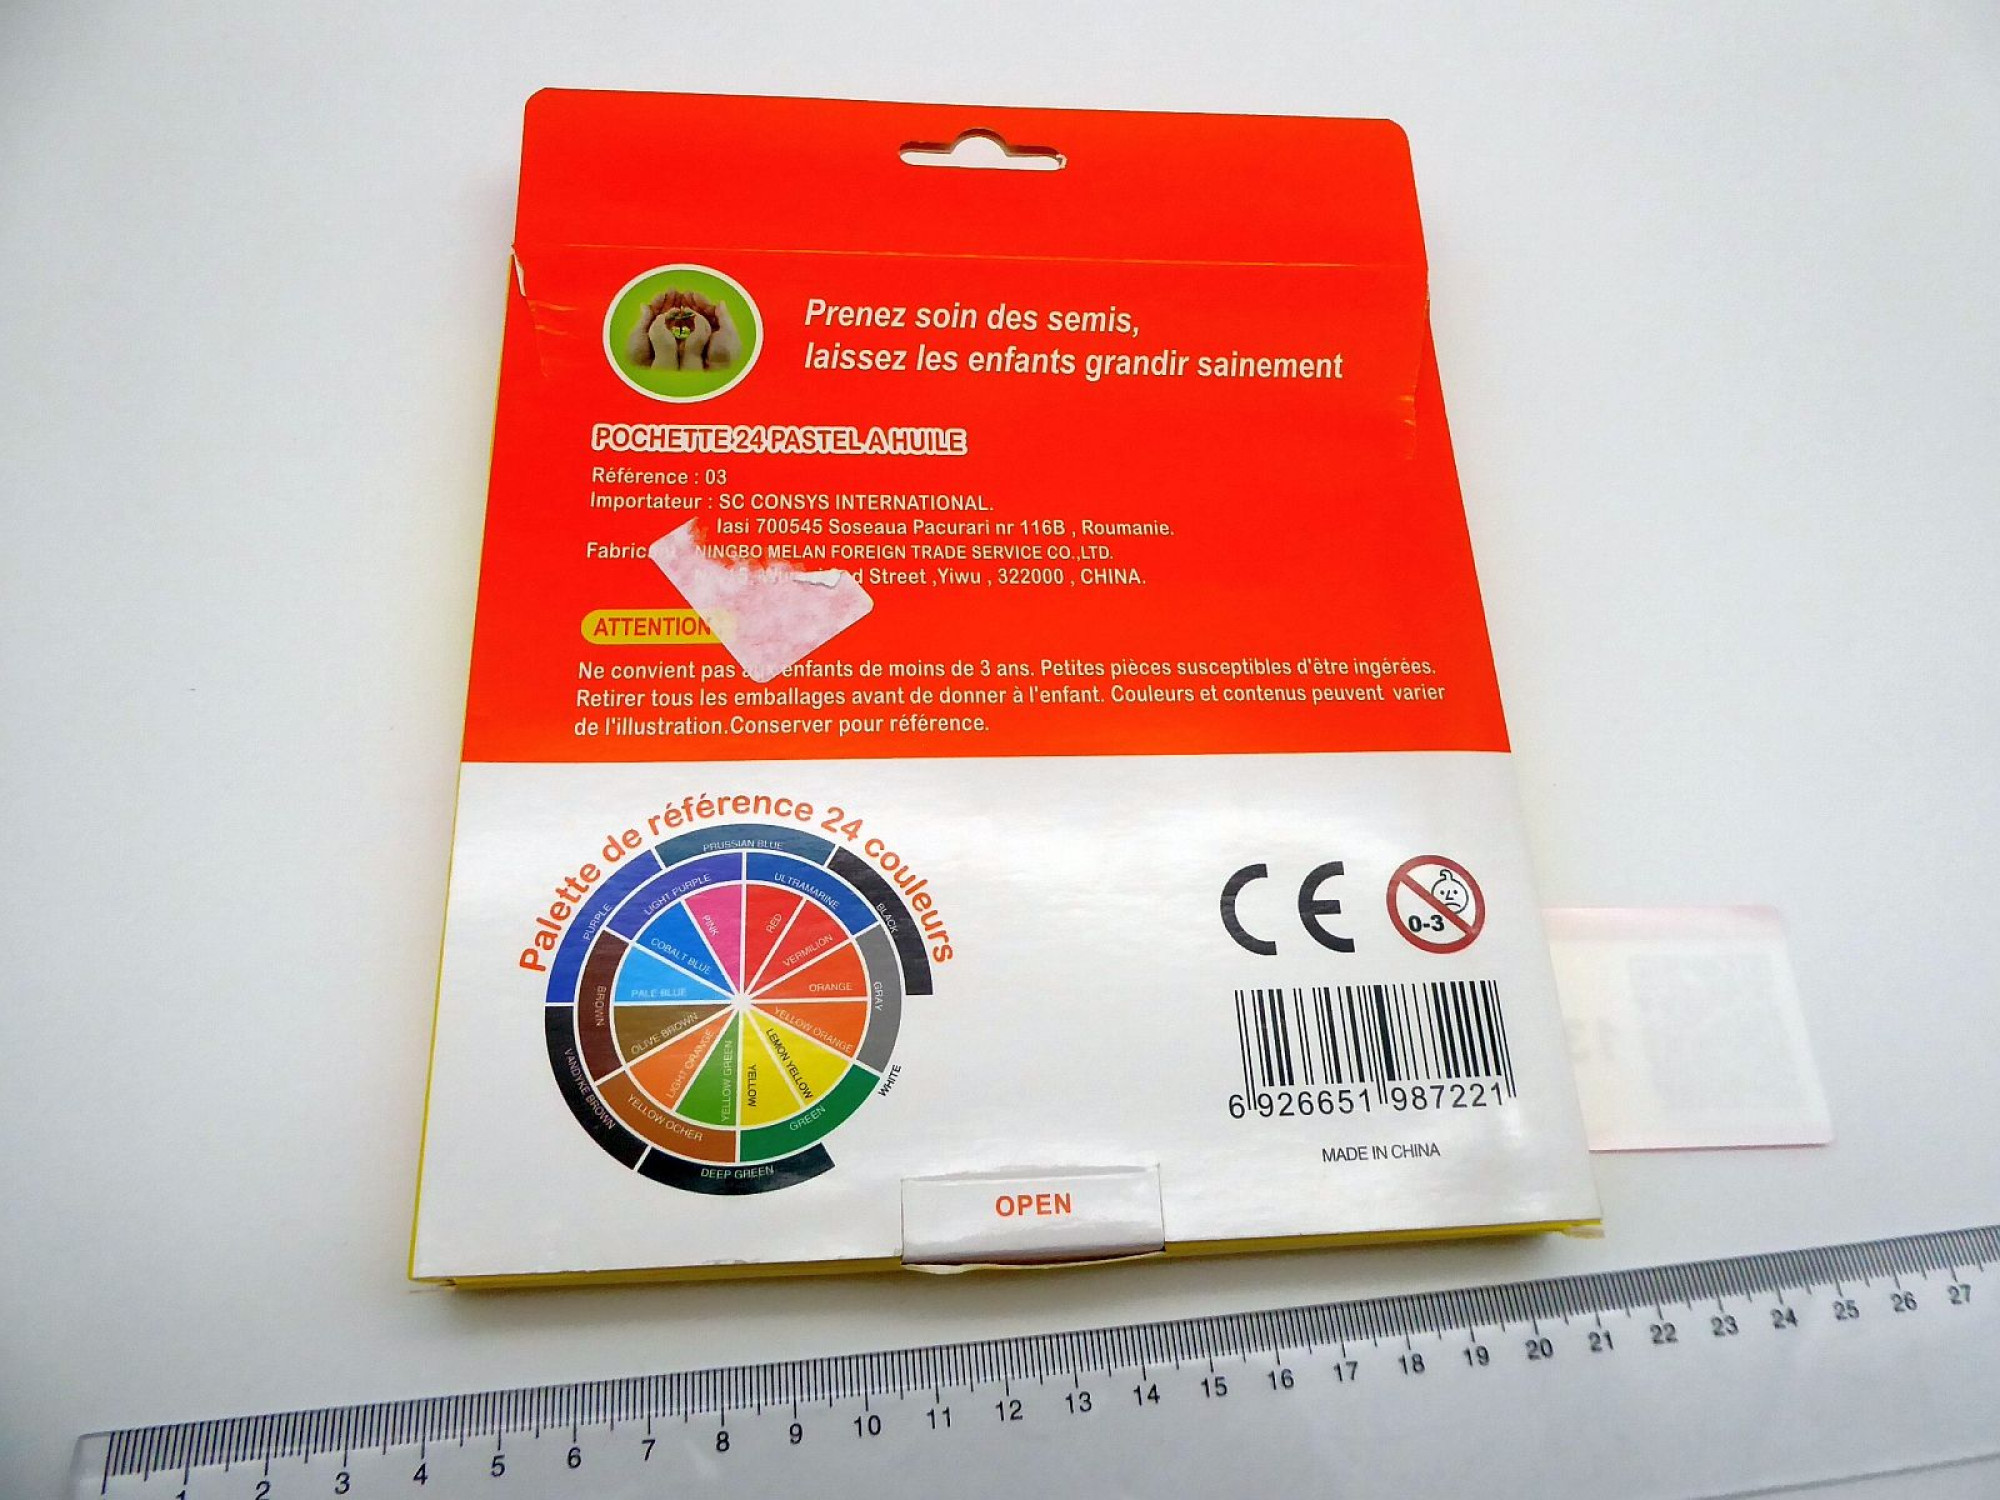 Prenez soin des semis,
laissez les enfants grandir sainement
POCHETTE 24 PASTEL A HUILE
Référence : 03
Importateur : SC CONSYS INTERNATIONAL.
Iasi 700545 Soseaua Pacurari nr 116B , Roumanie.
NINGBO MELAN FOREIGN TRADE SERVICE CO.,LTD.
Street ,Yiwu , 322000 , CHINA.
ATTENTION
Ne convient pas aux enfants de moins de 3 ans. Petites pièces susceptibles d'être ingérées.
Retirer tous les emballages avant de donner à l'enfant. Couleurs et contenus peuvent varier
de l'illustration.Conserver pour référence.
Palette de référence 24 couleurs
PRUSSIAN BLUE
BLACK
PURPLE
LIGHT PURPLE
ULTRAMARINE
PINK
RED
COBALT BLUE
VERMILION
PALE BLUE
ORANGE
BROWN
GRAY
OLIVE BROWN
YELLOW ORANGE
LIGHT ORANGE
YELLOW GREEN
YELLOW
LEMON YELLOW
WHITE
VANDYKE BROWN
YELLOW OCHER
GREEN
DEEP GREEN
CE
0-3
6 926651 987221
MADE IN CHINA
OPEN
1 2 3 4 5 6 7 8 9 10 11 12 13 14 15 16 17 18 19 20 21 22 23 24 25 26 27